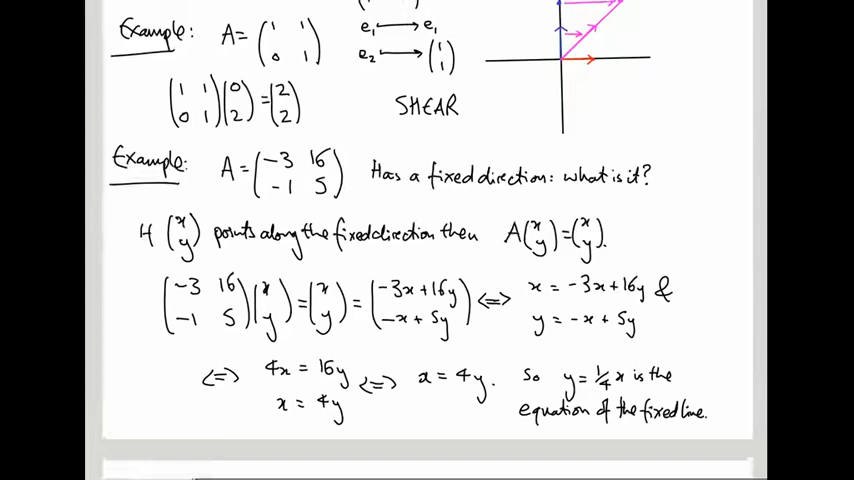 Example: A = ( 1 1 e₁ ⟼ e₁
0 1 ) e₂ ⟼ ( 1
1 )
( 1 1 ( 0 = ( 2
0 1 ) 2 ) 2 ) SHEAR
Example: A = ( -3 16 Has a fixed direction: what is it?
-1 5 )
If ( x y ) points along the fixed direction then A ( x y ) = ( x y ).
( -3 16 ( x = ( x = ( -3x + 16y ⟺ x = -3x + 16y &
-1 5 ) y ) y ) -x + 5y ) y = -x + 5y
⟺ 4x = 16y ⟺ x = 4y. So y = ¼ x is the
x = 4y equation of the fixed line.